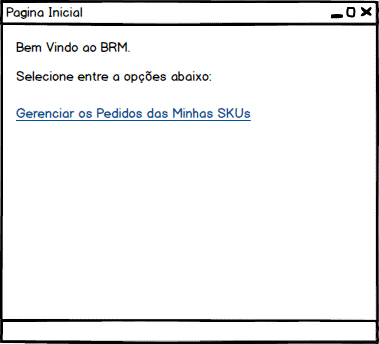 Pagina Inicial
Bem Vindo ao BRM.
Selecione entre a opções abaixo:
Gerenciar os Pedidos das Minhas SKUs